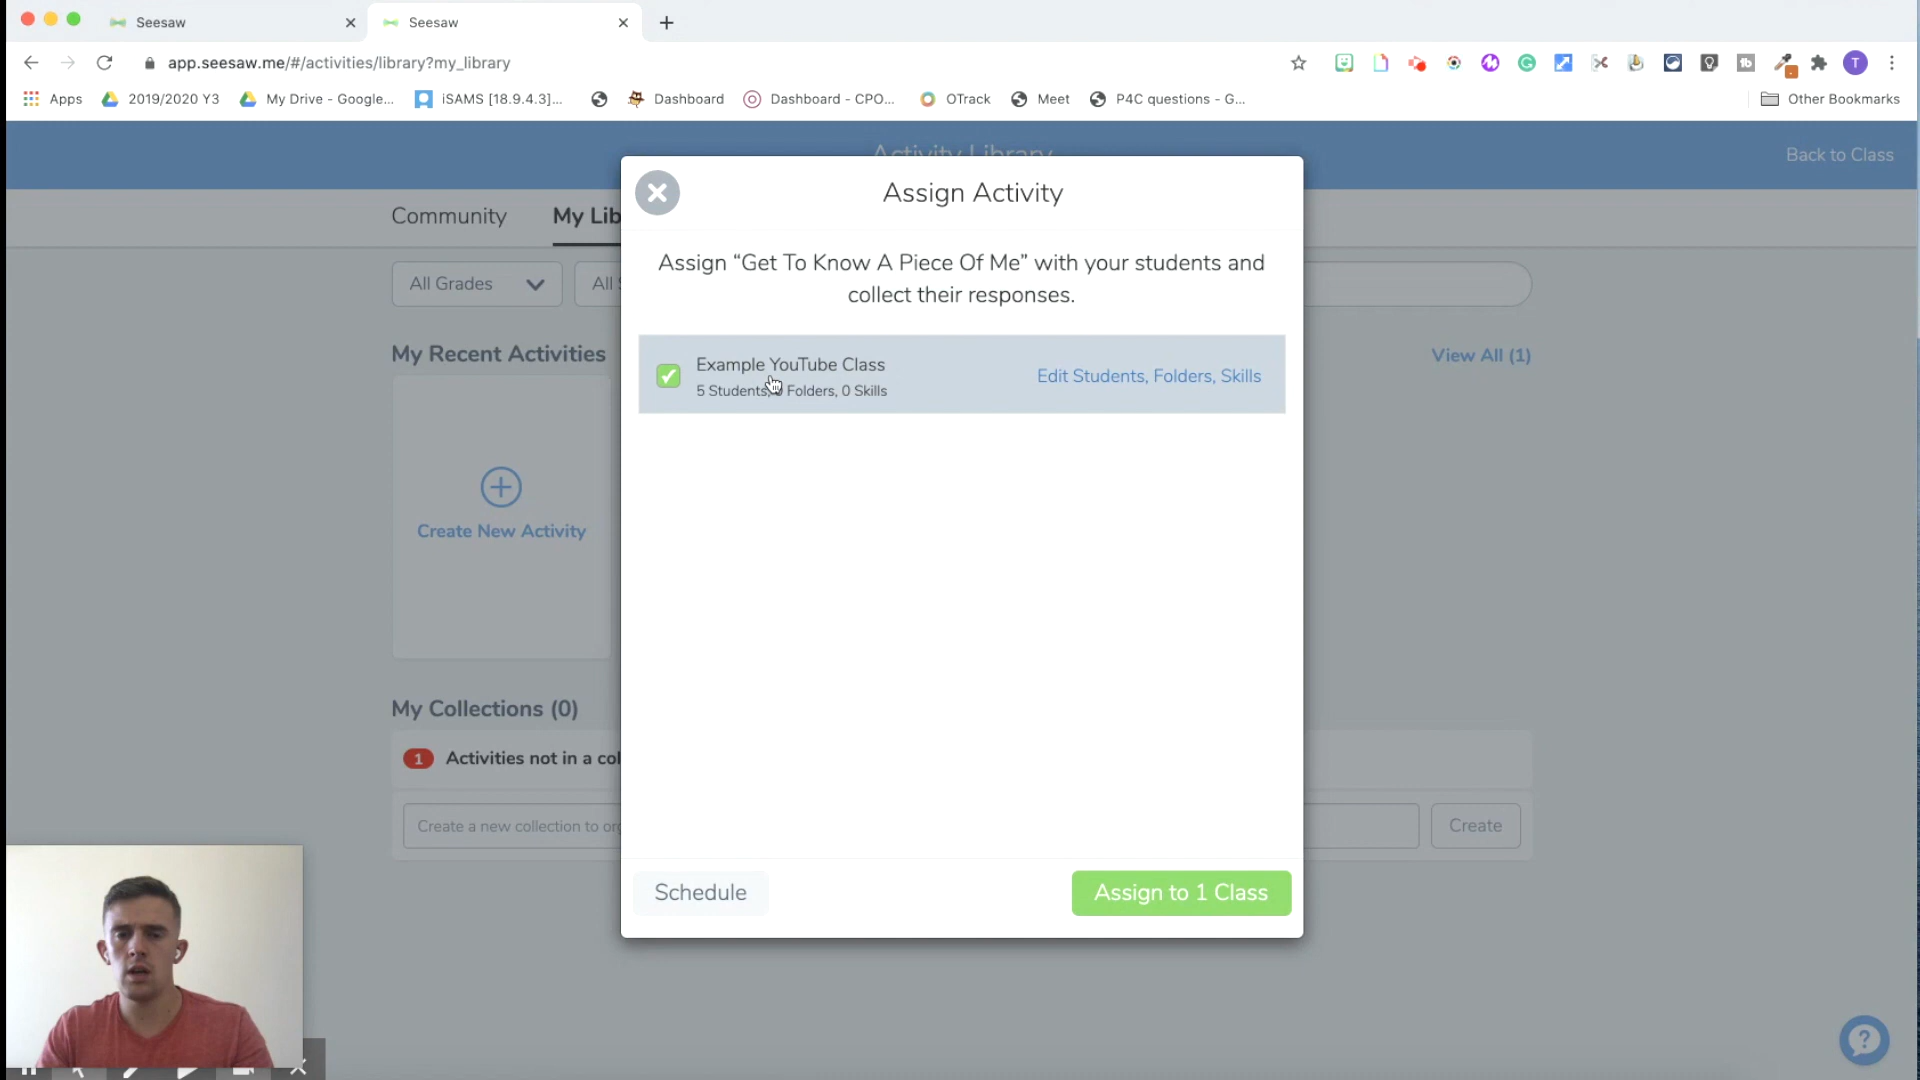 Seesaw
Seesaw
app.seesaw.me/#/activities/library?my_library
T
Apps
2019/2020 Y3
My Drive - Google...
iSAMS [18.9.4.3]...
Dashboard
Dashboard - CPO...
OTrack
Meet
P4C questions - G...
Other Bookmarks
Activity Library
Back to Class
Community
My Lib
Assign Activity
Assign “Get To Know A Piece Of Me” with your students and
collect their responses.
All Grades
All S
Example YouTube Class
5 Students, 0 Folders, 0 Skills
Edit Students, Folders, Skills
My Recent Activities
View All (1)
Create New Activity
My Collections (0)
1 Activities not in a col
Create a new collection to org
Create
Schedule
Assign to 1 Class